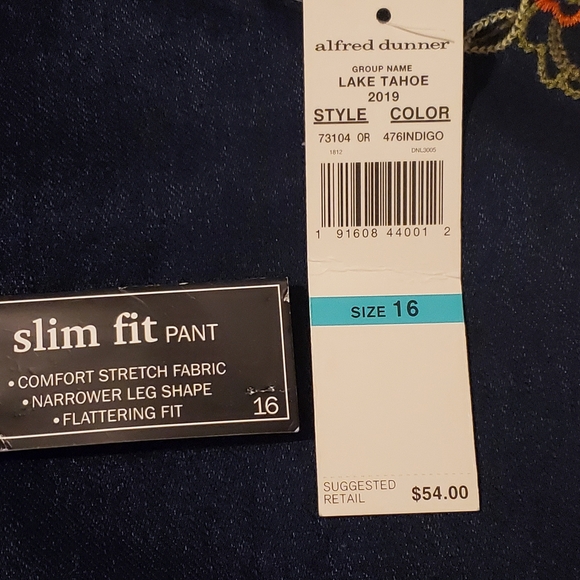 alfred dunner
GROUP NAME
LAKE TAHOE
2019
STYLE COLOR
73104 OR 476INDIGO
1812 DNL3005
1 91608 44001 2
SIZE 16
SUGGESTED
RETAIL $54.00
slim fit PANT
•COMFORT STRETCH FABRIC
•NARROWER LEG SHAPE
•FLATTERING FIT
16